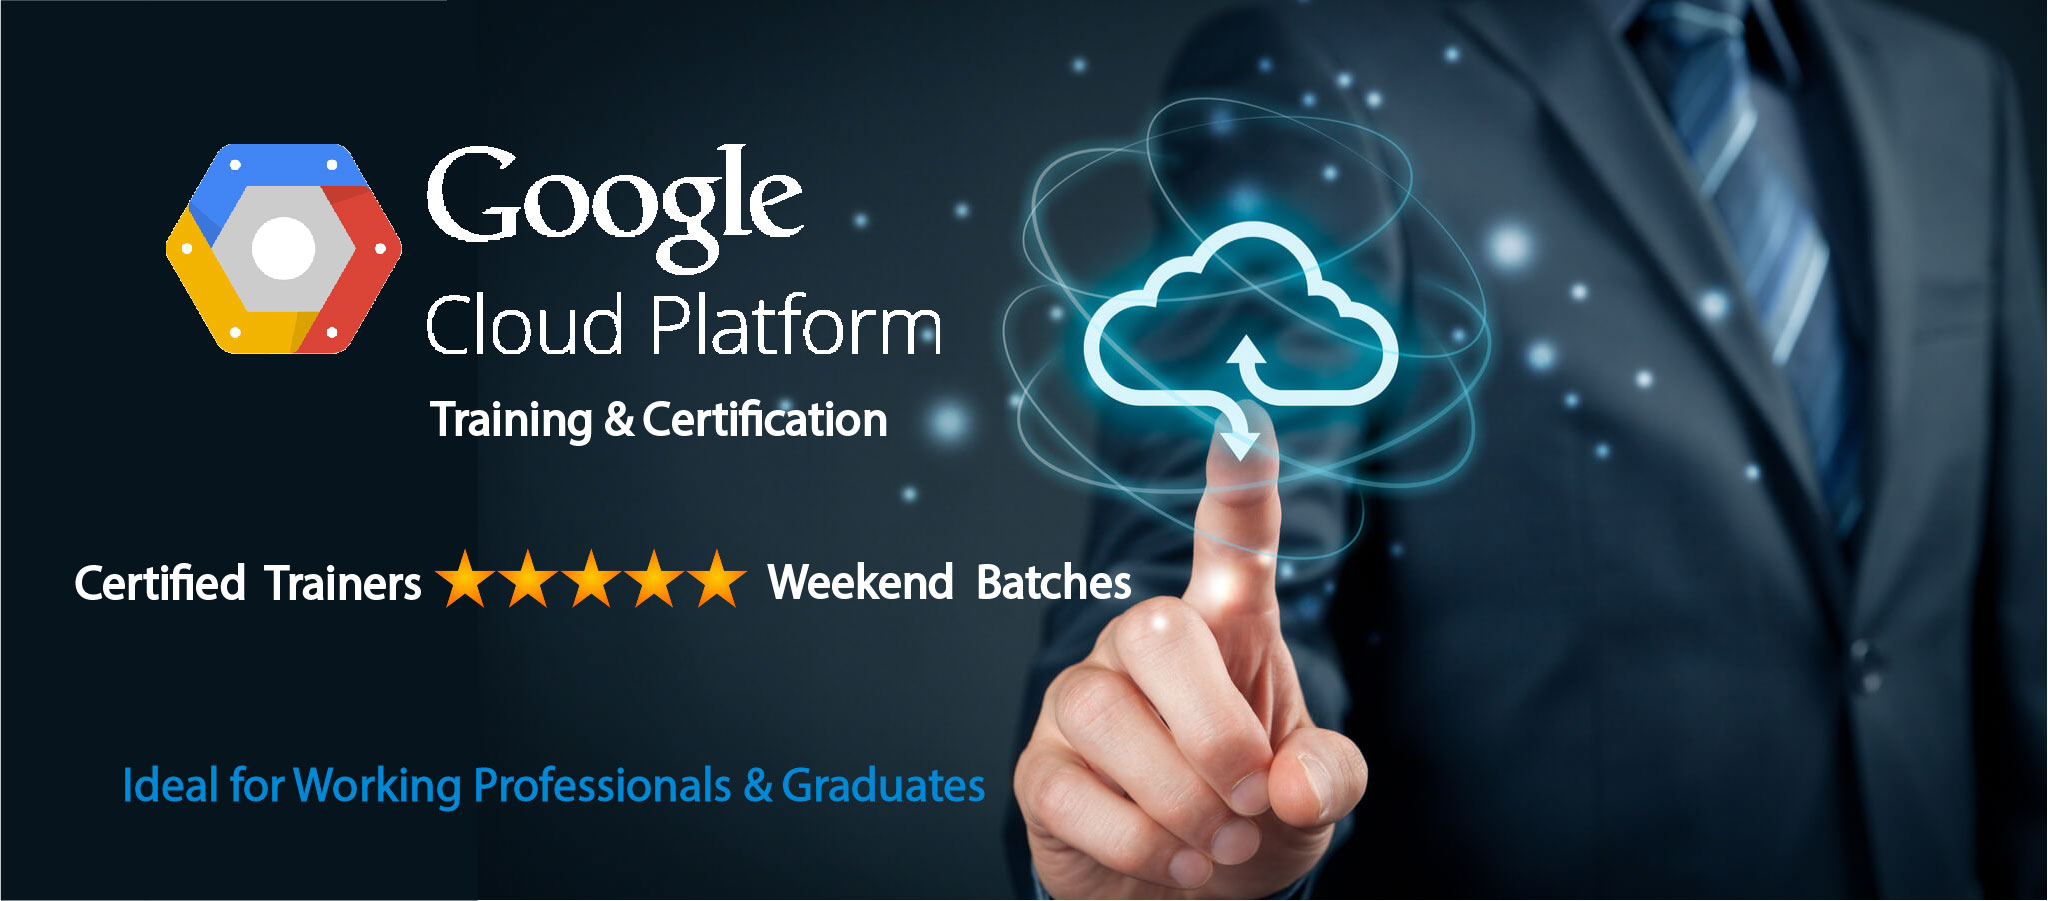 Google
Cloud Platform
Training & Certification
Certified Trainers Weekend Batches
Ideal for Working Professionals & Graduates